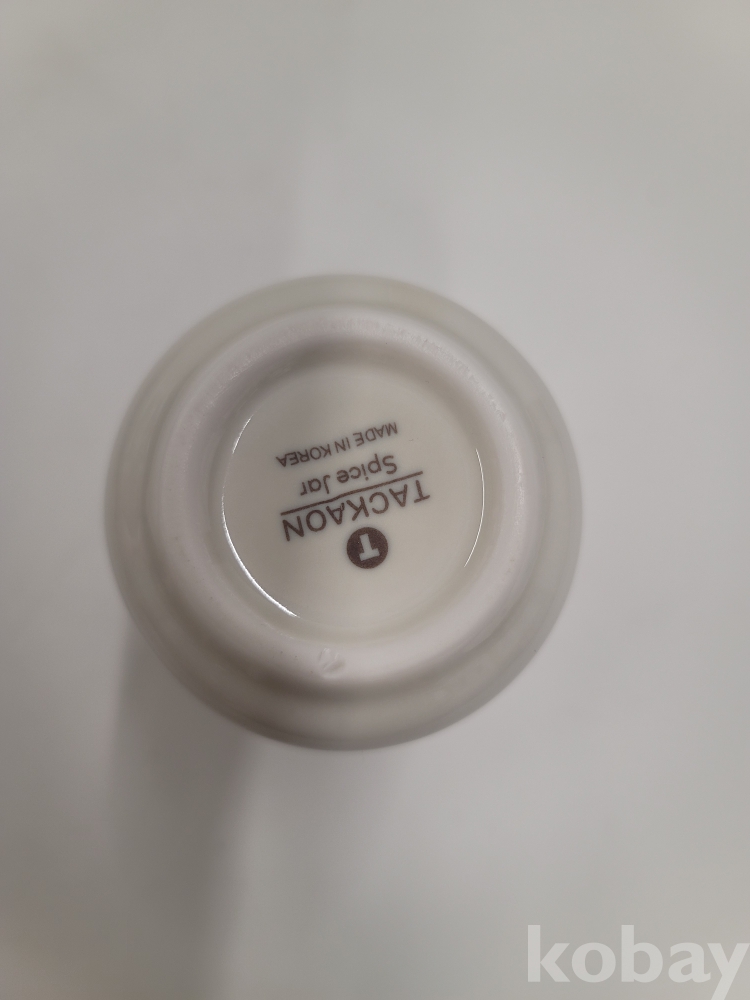 T
TACKAON
Spice Jar
MADE IN KOREA
kobay